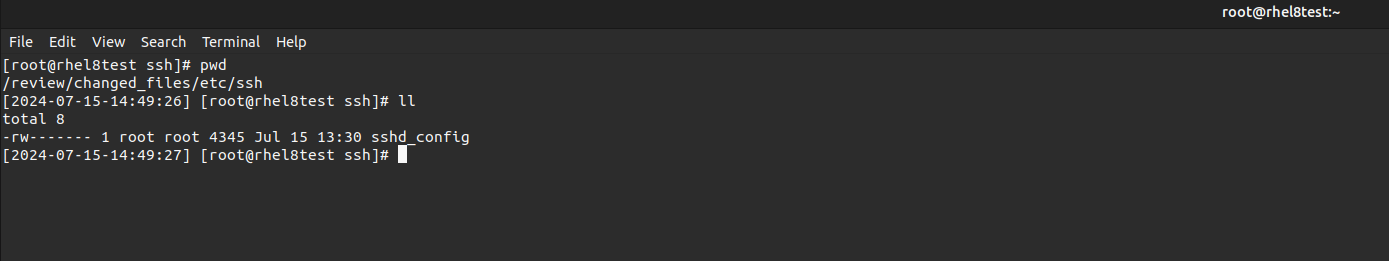 root@rhel8test:~
File Edit View Search Terminal Help
[root@rhel8test ssh]# pwd
/review/changed_files/etc/ssh
[2024-07-15-14:49:26] [root@rhel8test ssh]# ll
total 8
-rw------- 1 root root 4345 Jul 15 13:30 sshd_config
[2024-07-15-14:49:27] [root@rhel8test ssh]#